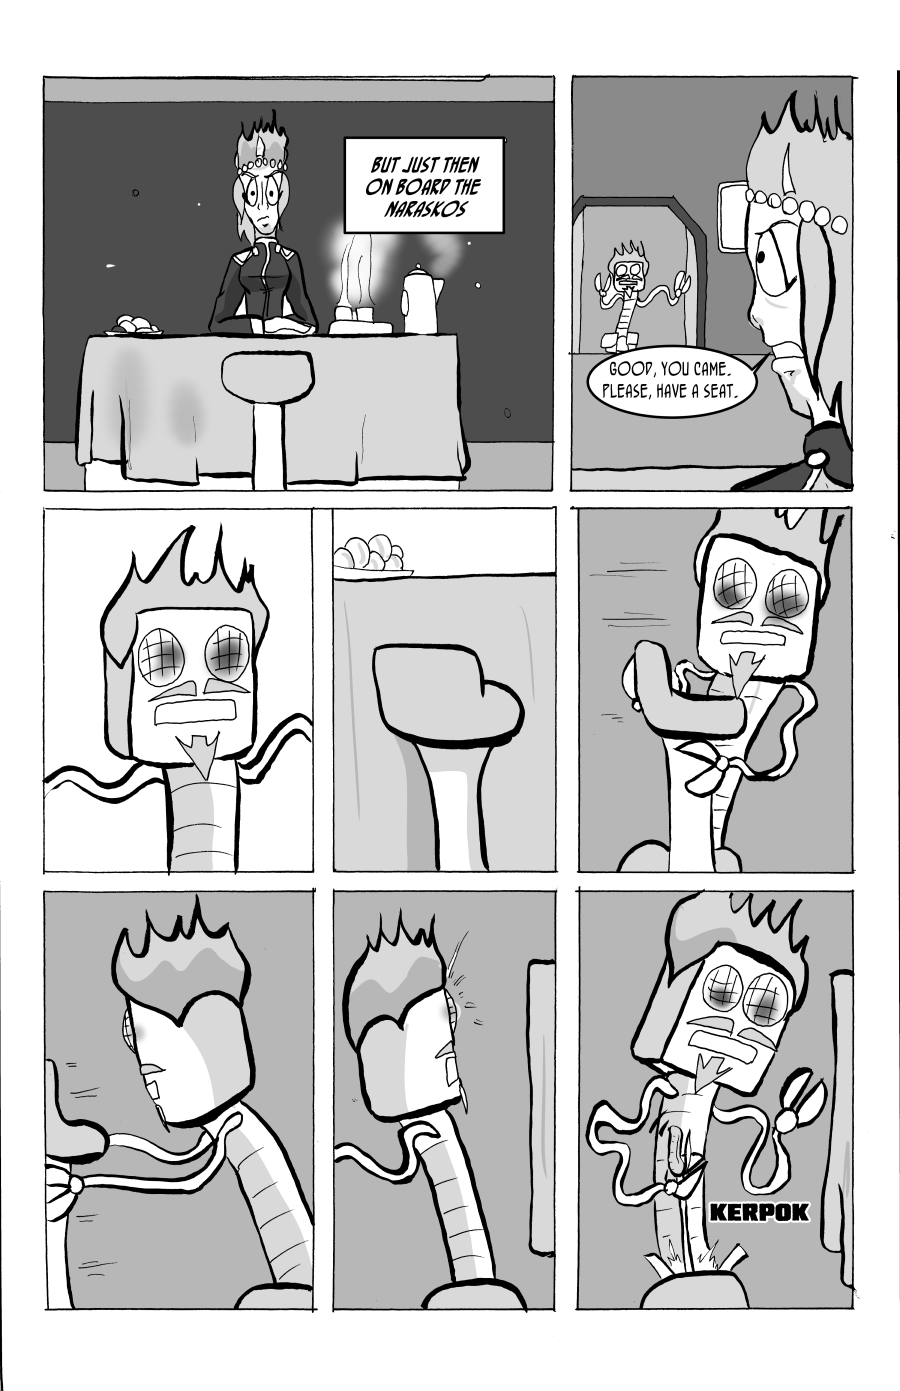 BUT JUST THEN
ON BOARD THE
NARASKOS
GOOD, YOU CAME.
PLEASE, HAVE A SEAT.
KERPOK